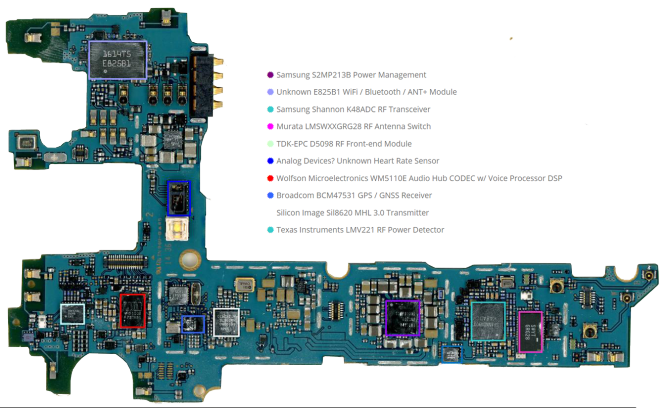 1614TS
E825B1
Samsung S2MP213B Power Management
Unknown E825B1 WiFi / Bluetooth / ANT+ Module
Samsung Shannon K48ADC RF Transceiver
Murata LMSWXXGRG28 RF Antenna Switch
TDK-EPC D5098 RF Front-end Module
Analog Devices? Unknown Heart Rate Sensor
Wolfson Microelectronics WM5110E Audio Hub CODEC w/ Voice Processor DSP
Broadcom BCM47531 GPS / GNSS Receiver
Silicon Image SiI8620 MHL 3.0 Transmitter
Texas Instruments LMV221 RF Power Detector